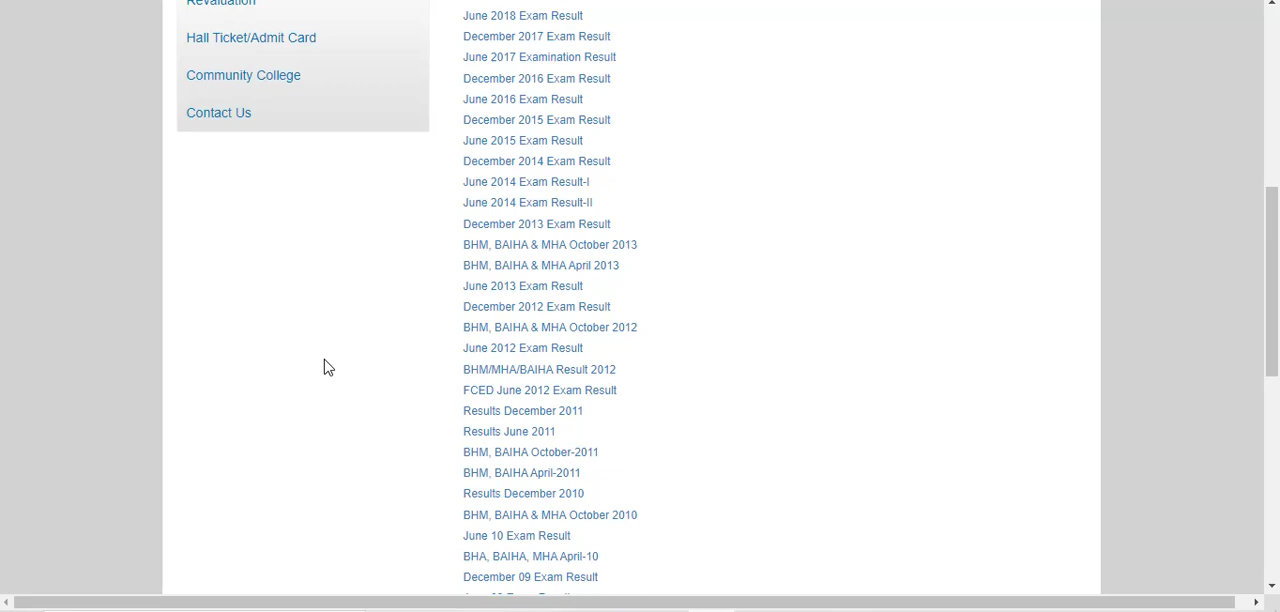 Revaluation
Hall Ticket/Admit Card
Community College
Contact Us
June 2018 Exam Result
December 2017 Exam Result
June 2017 Examination Result
December 2016 Exam Result
June 2016 Exam Result
December 2015 Exam Result
June 2015 Exam Result
December 2014 Exam Result
June 2014 Exam Result-I
June 2014 Exam Result-II
December 2013 Exam Result
BHM, BAIHA & MHA October 2013
BHM, BAIHA & MHA April 2013
June 2013 Exam Result
December 2012 Exam Result
BHM, BAIHA & MHA October 2012
June 2012 Exam Result
BHM/MHA/BAIHA Result 2012
FCED June 2012 Exam Result
Results December 2011
Results June 2011
BHM, BAIHA October-2011
BHM, BAIHA April-2011
Results December 2010
BHM, BAIHA & MHA October 2010
June 10 Exam Result
BHA, BAIHA, MHA April-10
December 09 Exam Result